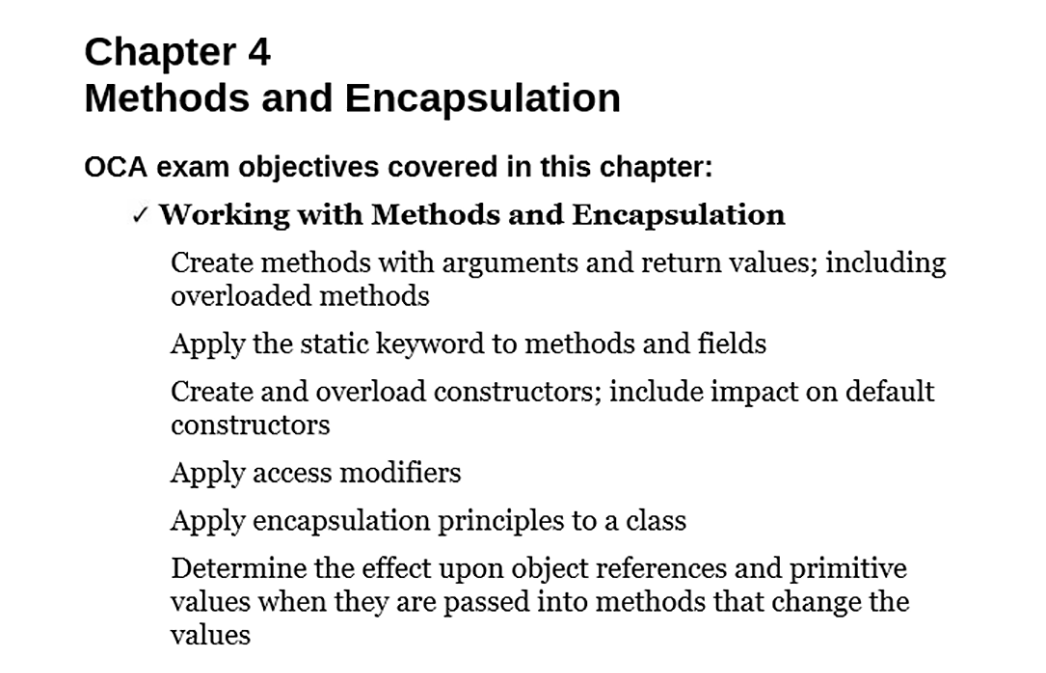 Chapter 4
Methods and Encapsulation
OCA exam objectives covered in this chapter:
✓ Working with Methods and Encapsulation
Create methods with arguments and return values; including
overloaded methods
Apply the static keyword to methods and fields
Create and overload constructors; include impact on default
constructors
Apply access modifiers
Apply encapsulation principles to a class
Determine the effect upon object references and primitive
values when they are passed into methods that change the
values